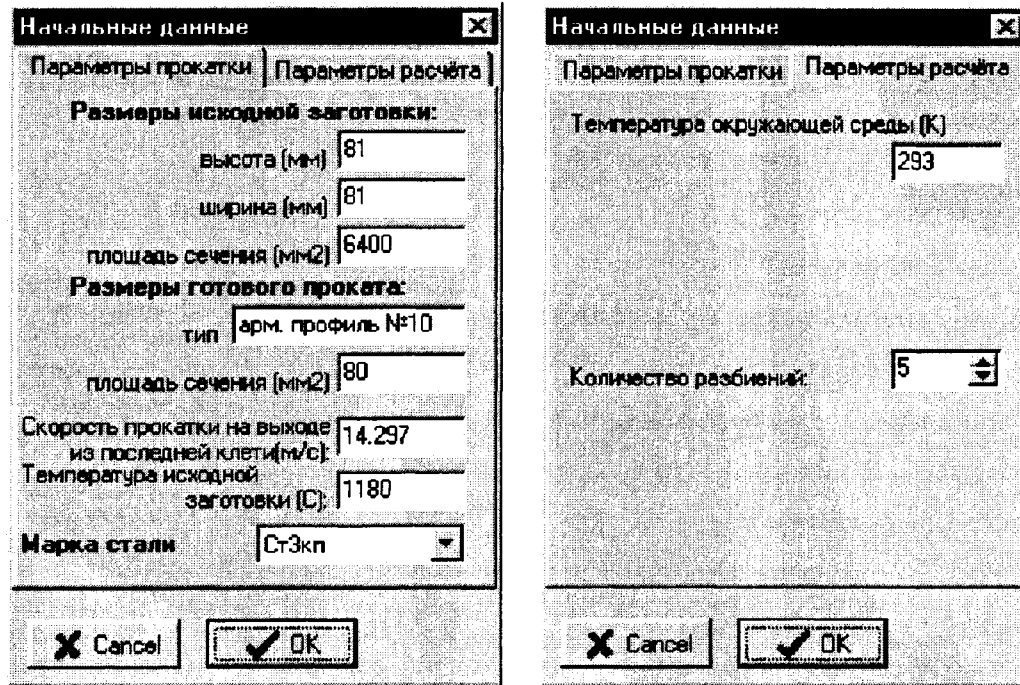 Начальные данные
Параметры прокатки Параметры расчёта
Размеры исходной заготовки:
высота (мм) 81
ширина (мм) 81
площадь сечения (мм2) 6400
Размеры готового проката:
тип арм. профиль №10
площадь сечения (мм2) 80
Скорость прокатки на выходе
из последней клети(м/с): 14.297
Температура исходной
заготовки (С): 1180
Марка стали Ст3кп
Cancel OK
Начальные данные
Параметры прокатки Параметры расчёта
Температура окружающей среды (К)
293
Количество разбиений: 5
Cancel OK